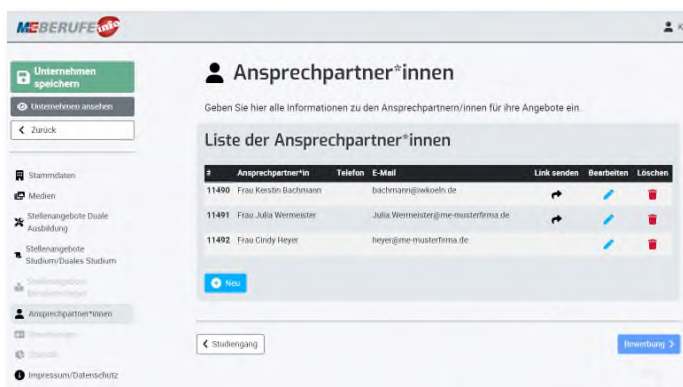 MEBERUFE info
K
Unternehmen
speichern
Unternehmen ansehen
Zurück
Stammdaten
Medien
Stellenangebote Duale
Ausbildung
Stellenangebote
Studium/Duales Studium
Ansprechpartner*innen
Impressum/Datenschutz
Ansprechpartner*innen
Geben Sie hier alle Informationen zu den Ansprechpartnern/innen für ihre Angebote ein.
Liste der Ansprechpartner*innen
# Ansprechpartner*in Telefon E-Mail Link senden Bearbeiten Löschen
11490 Frau Kerstin Bachmann bachmann@iwkoeln.de
11491 Frau Julia Wermeister Julia.Wermeister@me-musterfirma.de
11492 Frau Cindy Heyer heyer@me-musterfirma.de
Neu
Studiengang
Bewerbung